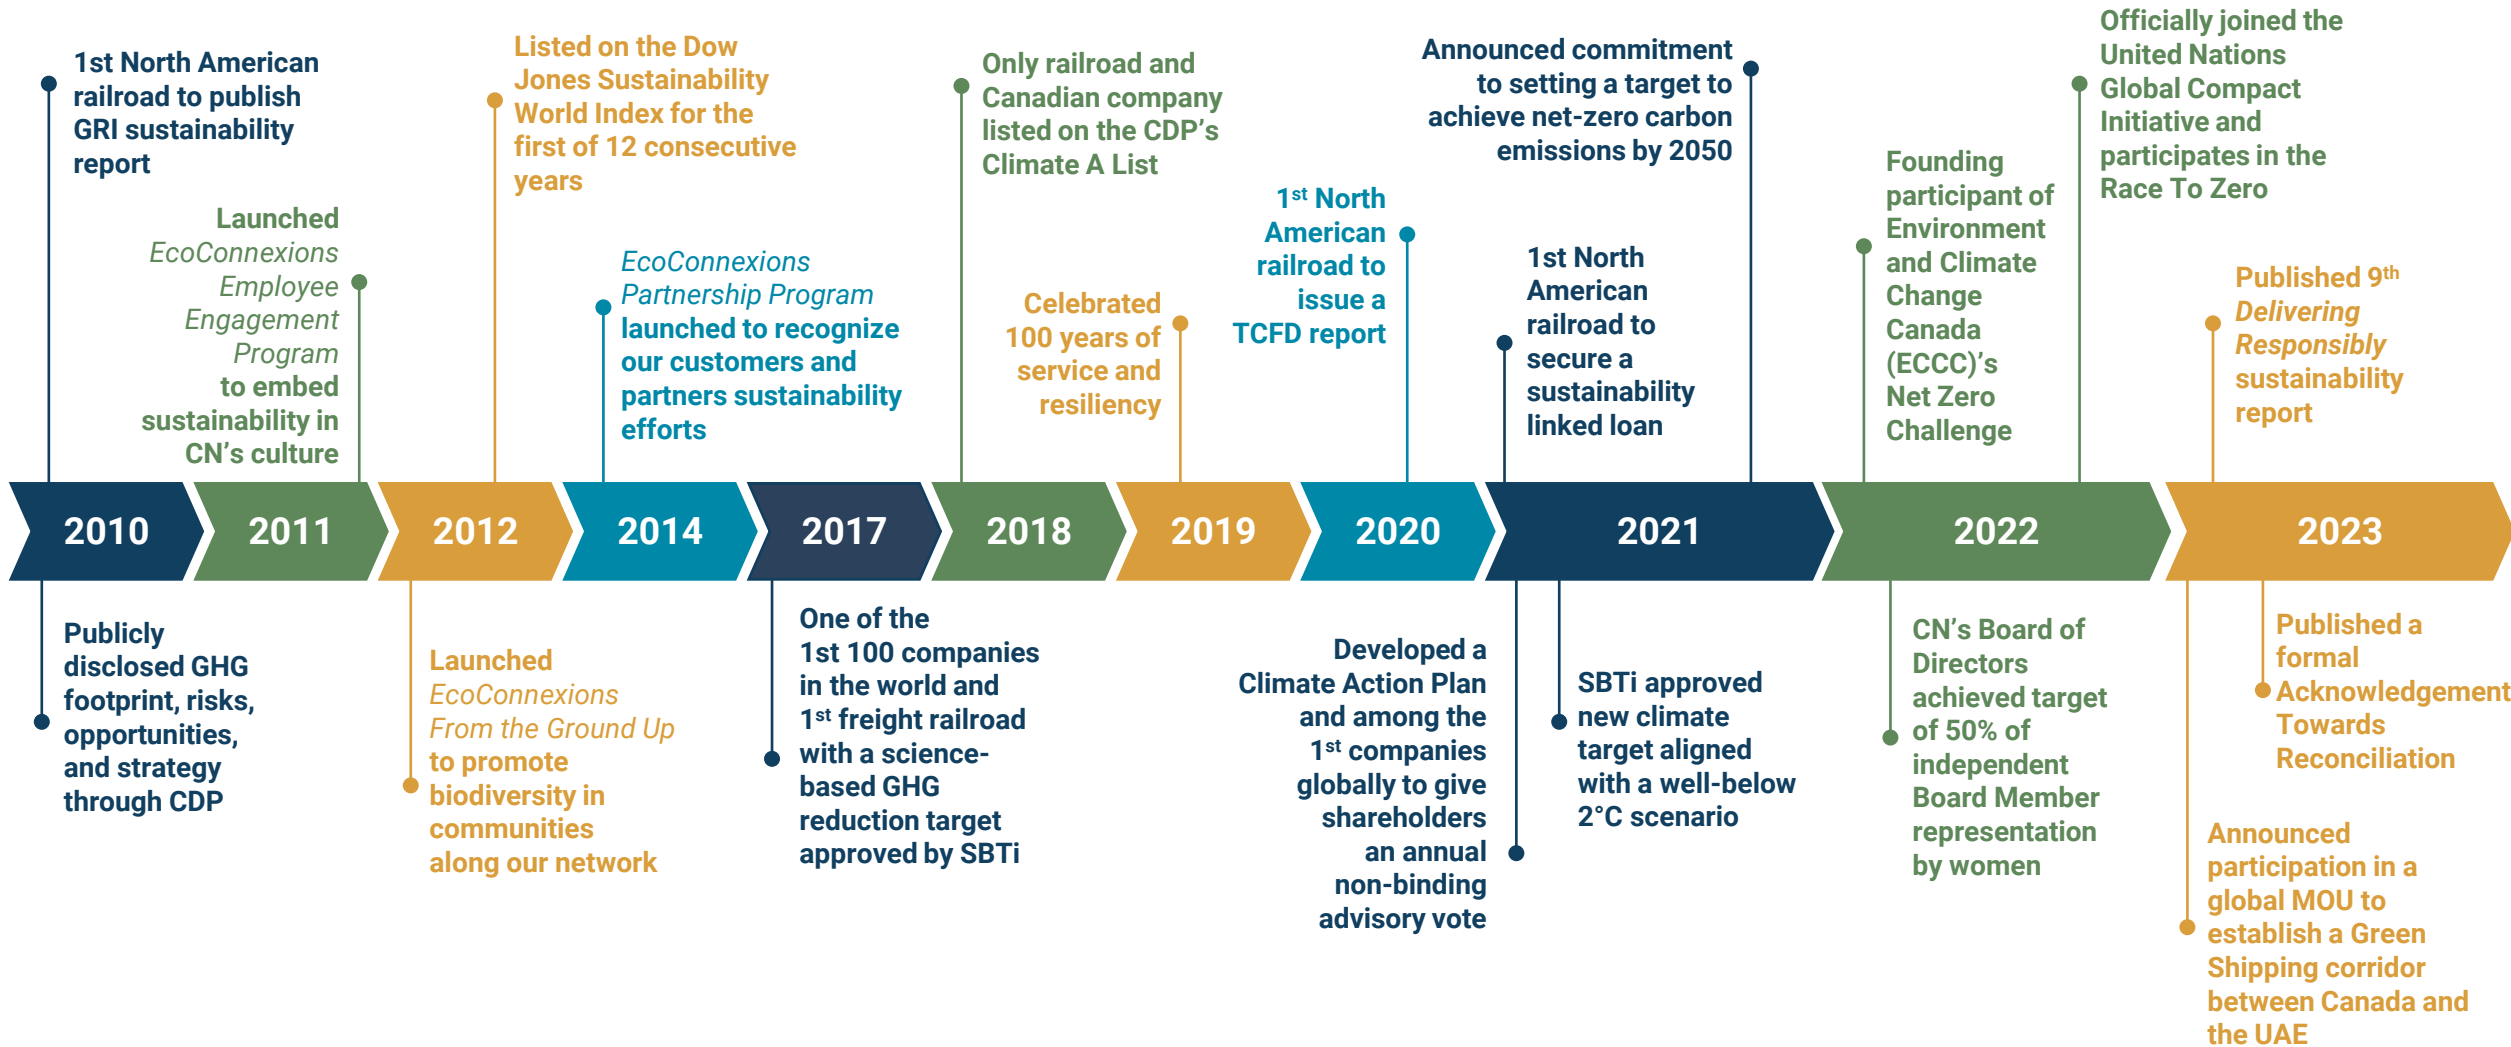 1st North American
railroad to publish
GRI sustainability
report
Launched
EcoConnexions
Employee
Engagement
Program
to embed
sustainability in
CN's culture
Listed on the Dow
Jones Sustainability
World Index for the
first of 12 consecutive
years
EcoConnexions
Partnership Program
launched to recognize
our customers and
partners sustainability
efforts
Only railroad and
Canadian company
listed on the CDP's
Climate A List
Celebrated
100 years of
service and
resiliency
1st North
American
railroad to
issue a
TCFD report
Announced commitment
to setting a target to
achieve net-zero carbon
emissions by 2050
1st North
American
railroad to
secure a
sustainability
linked loan
Founding
participant of
Environment
and Climate
Change
Canada
(ECCC)'s
Net Zero
Challenge
Officially joined the
United Nations
Global Compact
Initiative and
participates in the
Race To Zero
Published 9th
Delivering
Responsibly
sustainability
report
2010
2011
2012
2014
2017
2018
2019
2020
2021
2022
2023
Publicly
disclosed GHG
footprint, risks,
opportunities,
and strategy
through CDP
Launched
EcoConnexions
From the Ground Up
to promote
biodiversity in
communities
along our network
One of the
1st 100 companies
in the world and
1st freight railroad
with a science-
based GHG
reduction target
approved by SBTi
Developed a
Climate Action Plan
and among the
1st companies
globally to give
shareholders
an annual
non-binding
advisory vote
SBTi approved
new climate
target aligned
with a well-below
2°C scenario
CN's Board of
Directors
achieved target
of 50% of
independent
Board Member
representation
by women
Published a
formal
Acknowledgement
Towards
Reconciliation
Announced
participation in a
global MOU to
establish a Green
Shipping corridor
between Canada and
the UAE